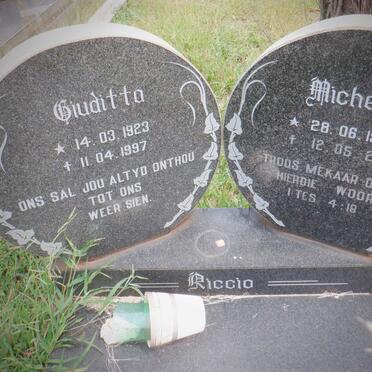 Giuditta
★ 14.03.1923
✝ 11.04.1997
ONS SAL JOU ALTYD ONTHOU
TOT ONS
WEER SIEN.
Miche
★ 28.06.1
✝ 12.05.2
TROOS MEKAAR
HIERDIE WOOR
I TES 4:18
Riccio